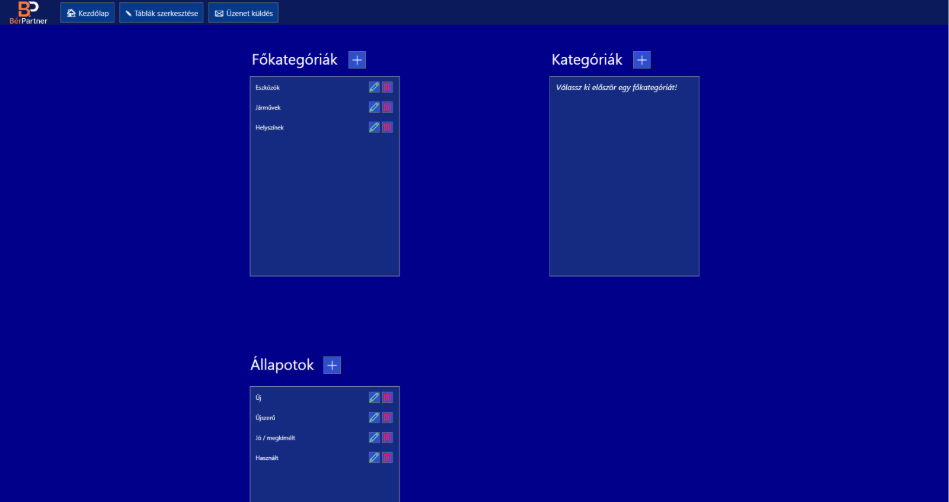 BP
BérPartner
Kezdőlap
Táblák szerkesztése
Üzenet küldés
Főkategóriák +
Kategóriák +
Eszközök
Járművek
Helyszínek
Válassz ki először egy főkategóriát!
Állapotok +
Új
Újszerű
Jó / megkímélt
Használt